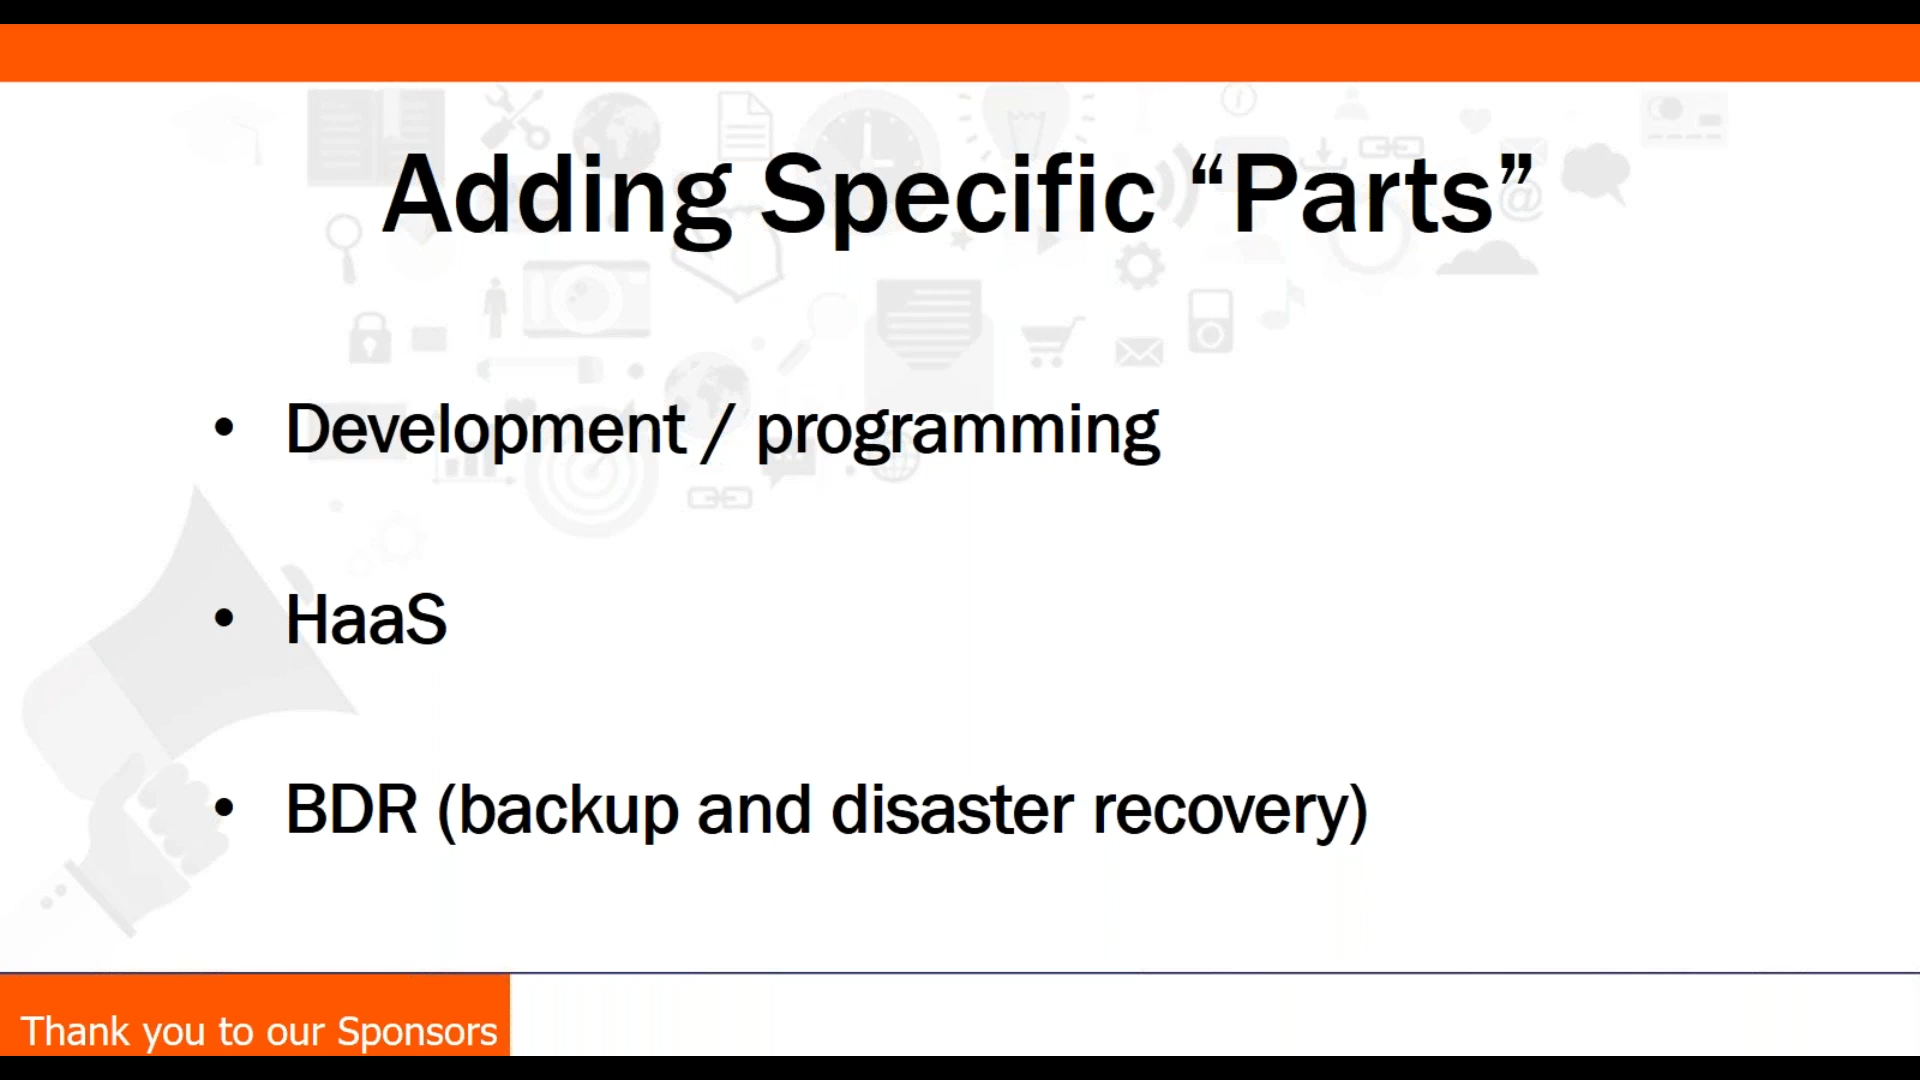 Adding Specific “Parts”
• Development / programming
• HaaS
• BDR (backup and disaster recovery)
Thank you to our Sponsors